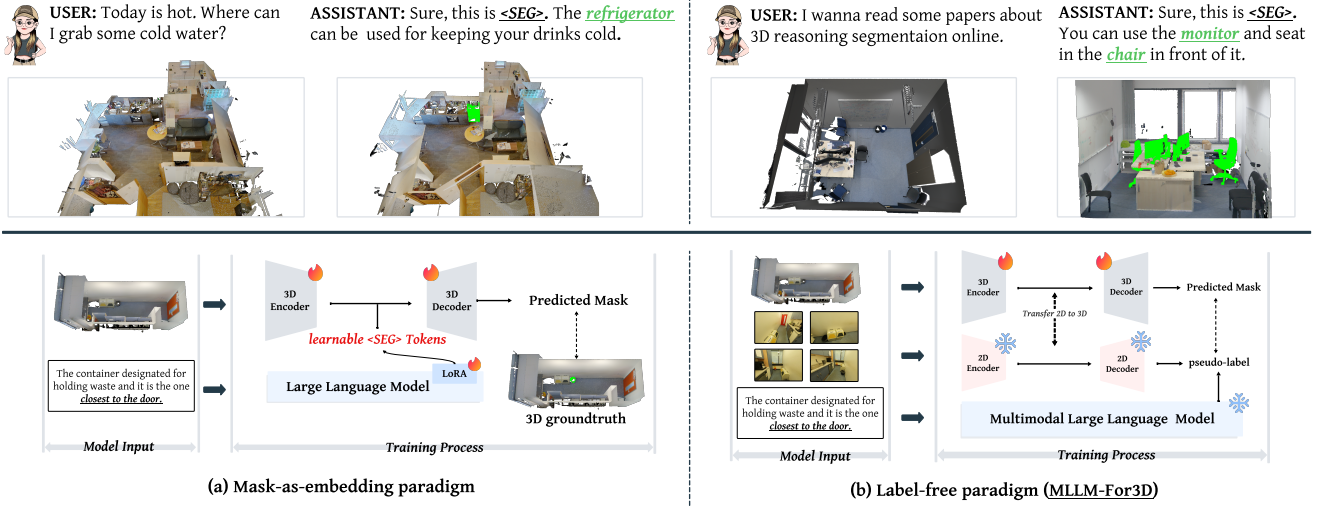 USER: Today is hot. Where can
I grab some cold water?
ASSISTANT: Sure, this is <SEG>. The refrigerator
can be used for keeping your drinks cold.
USER: I wanna read some papers about
3D reasoning segmentaion online.
ASSISTANT: Sure, this is <SEG>.
You can use the monitor and seat
in the chair in front of it.
3D
Encoder
3D
Decoder
Predicted Mask
learnable <SEG> Tokens
LoRA
Large Language Model
The container designated for
holding waste and it is the one
closest to the door.
3D groundtruth
Model Input
Training Process
(a) Mask-as-embedding paradigm
3D
Encoder
3D
Decoder
Predicted Mask
Transfer 2D to 3D
2D
Encoder
2D
Decoder
pseudo-label
The container designated for
holding waste and it is the one
closest to the door.
Multimodal Large Language Model
Model Input
Training Process
(b) Label-free paradigm (MLLM-For3D)